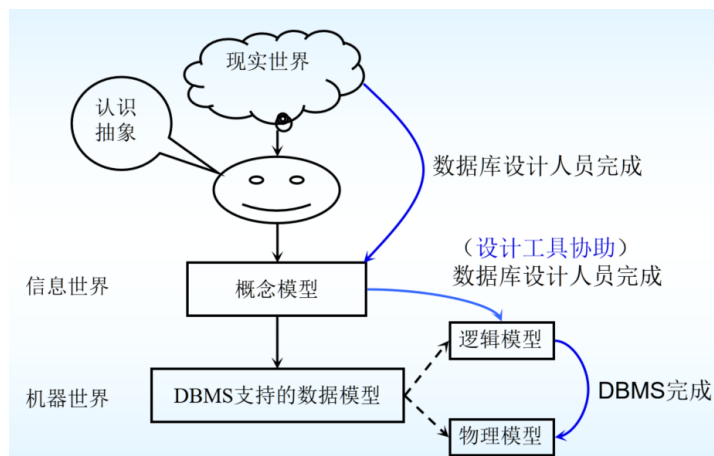 现实世界
认识
抽象
数据库设计人员完成
（设计工具协助）
数据库设计人员完成
信息世界
概念模型
逻辑模型
机器世界
DBMS支持的数据模型
DBMS完成
物理模型